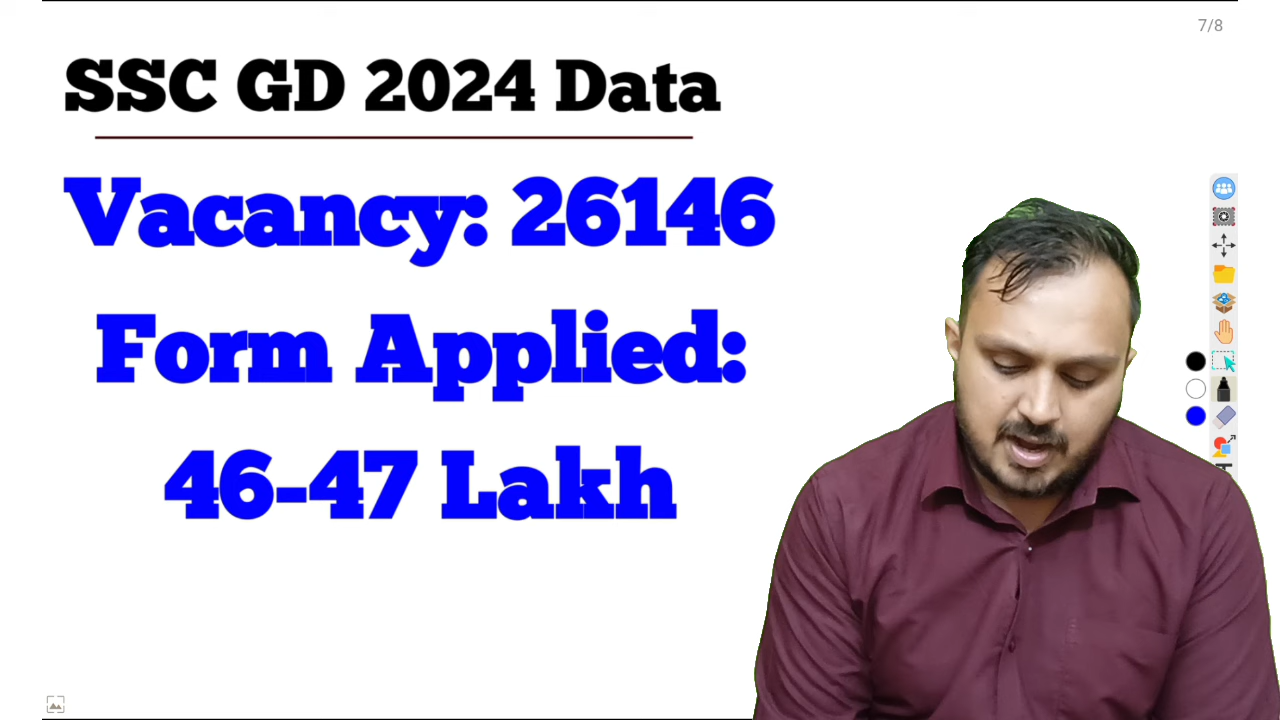 7/8
SSC GD 2024 Data
Vacancy: 26146
Form Applied:
46-47 Lakh